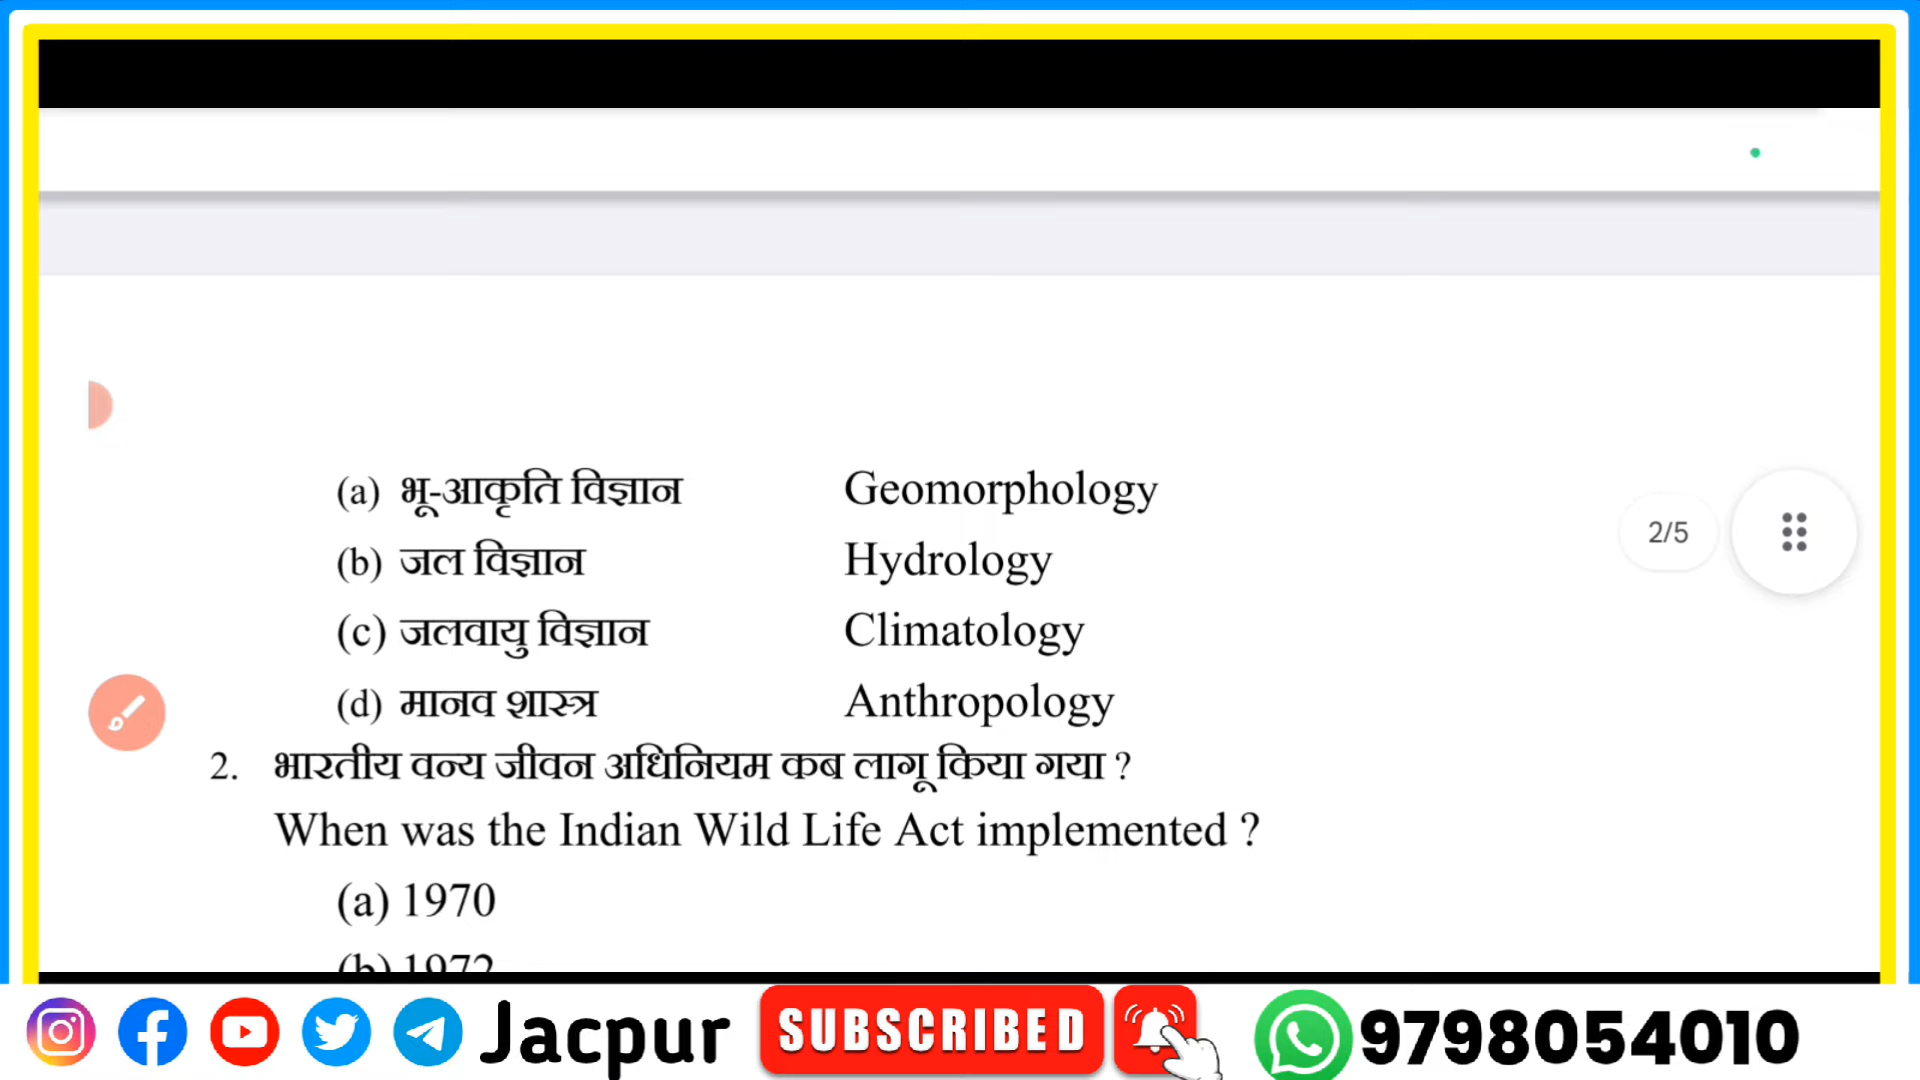 (a) भू-आकृति विज्ञान Geomorphology
(b) जल विज्ञान Hydrology
2/5
(c) जलवायु विज्ञान Climatology
(d) मानव शास्त्र Anthropology
2. भारतीय वन्य जीवन अधिनियम कब लागू किया गया ?
When was the Indian Wild Life Act implemented ?
(a) 1970
(b) 1972
Jacpur SUBSCRIBED 9798054010